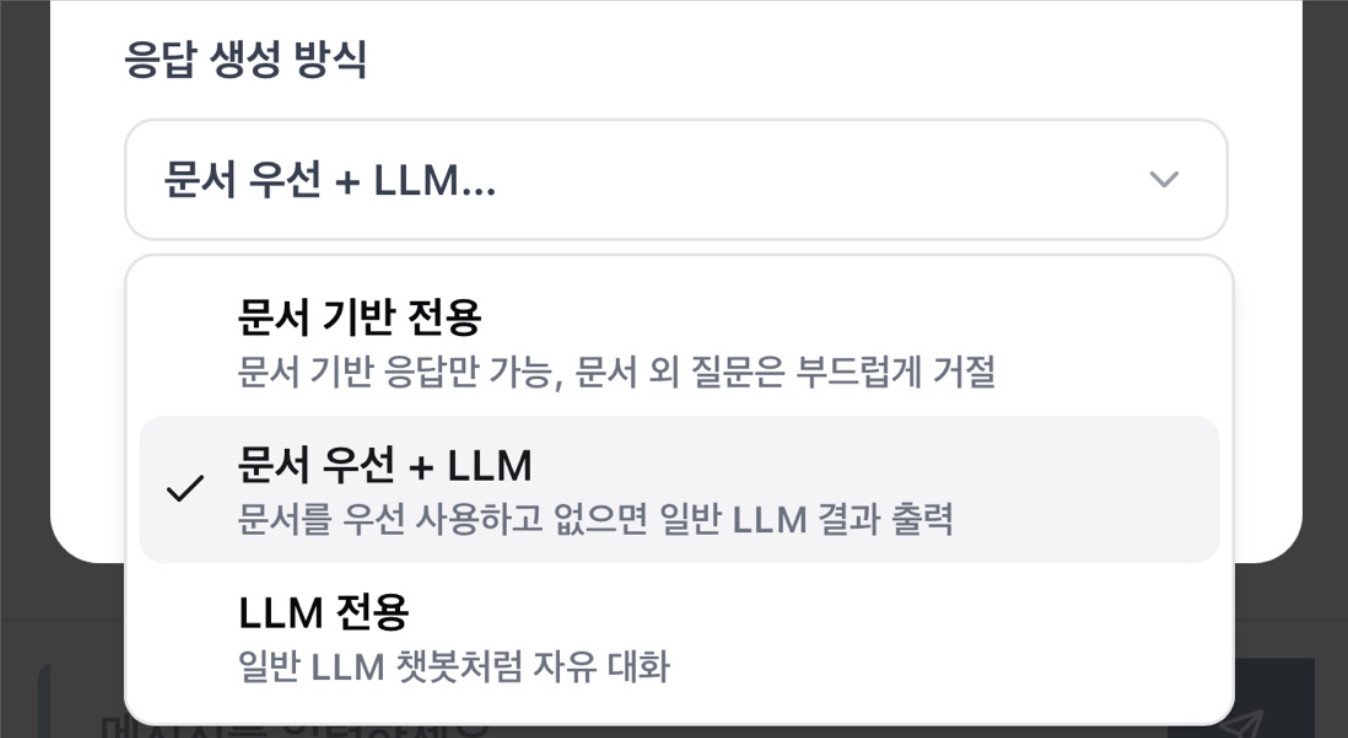 응답 생성 방식
문서 우선 + LLM...
문서 기반 전용
문서 기반 응답만 가능, 문서 외 질문은 부드럽게 거절
문서 우선 + LLM
문서를 우선 사용하고 없으면 일반 LLM 결과 출력
LLM 전용
일반 LLM 챗봇처럼 자유 대화